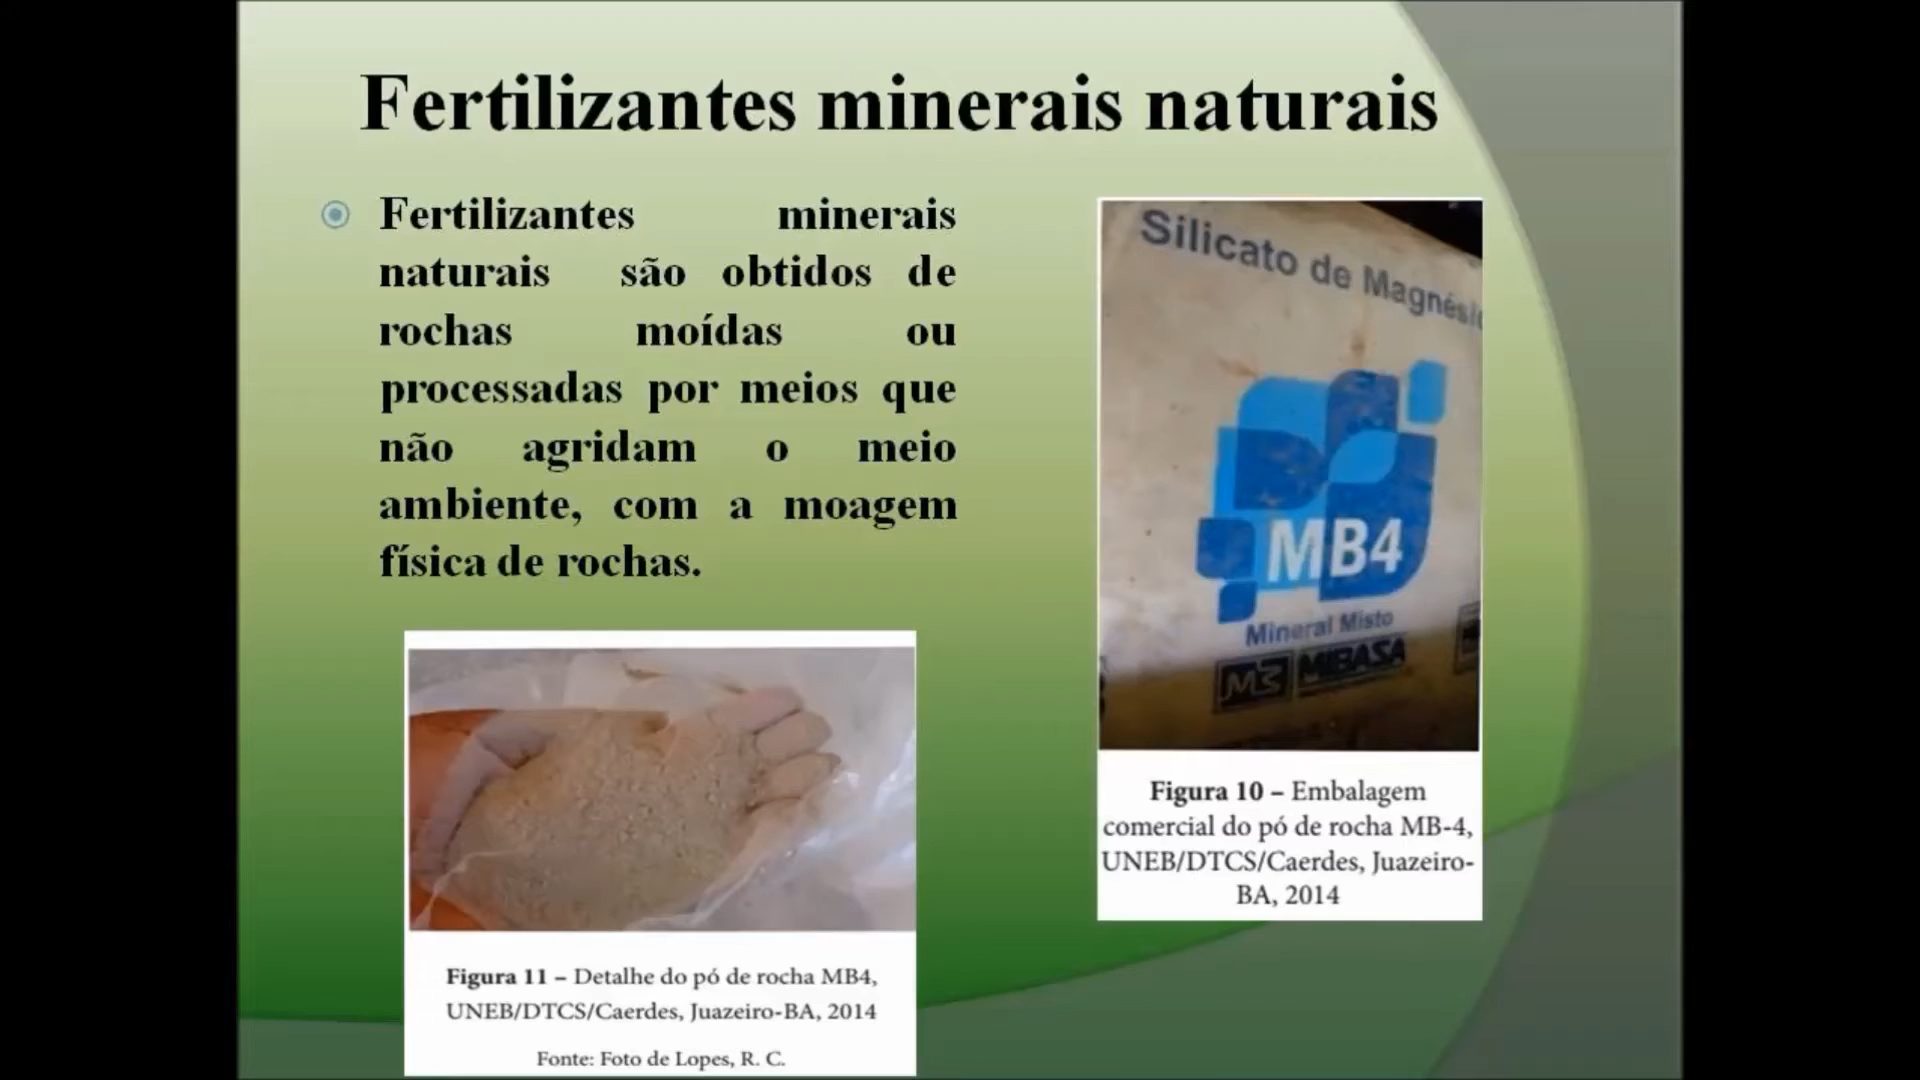 Fertilizantes minerais naturais
Fertilizantes minerais
naturais são obtidos de
rochas moídas ou
processadas por meios que
não agridam o meio
ambiente, com a moagem
física de rochas.
Silicato de Magnési
MB4
Mineral Misto
MIBASA
Figura 10 – Embalagem
comercial do pó de rocha MB-4,
UNEB/DTCS/Caerdes, Juazeiro-
BA, 2014
Figura 11 – Detalhe do pó de rocha MB4,
UNEB/DTCS/Caerdes, Juazeiro-BA, 2014
Fonte: Foto de Lopes, R. C.